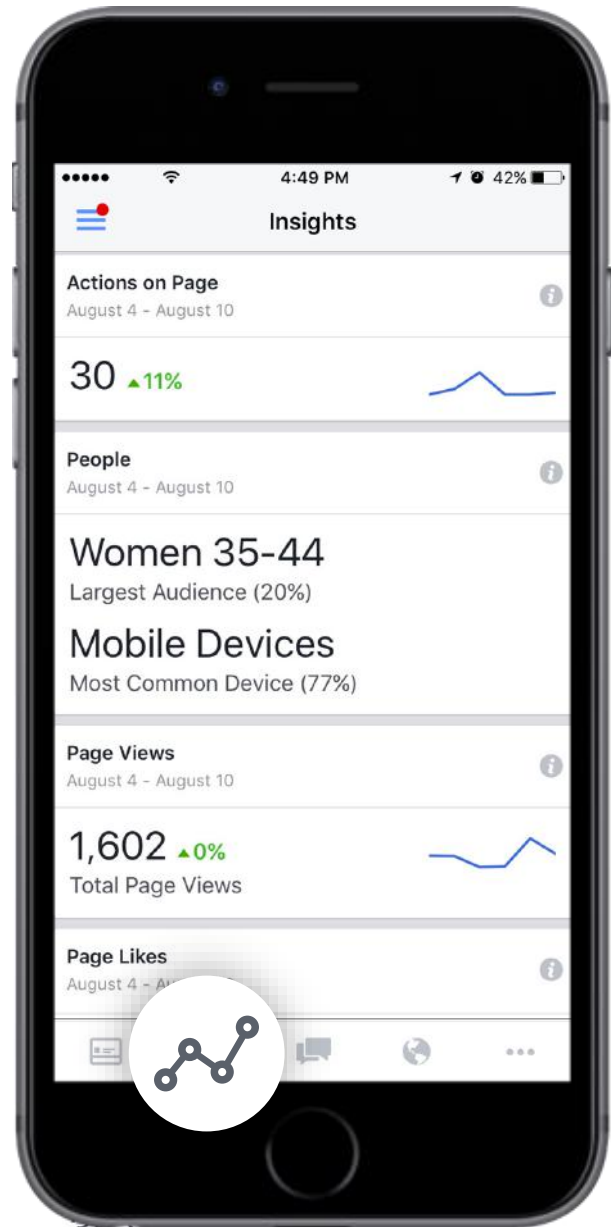 4:49 PM 42%
Insights
Actions on Page
August 4 - August 10
30 11%
People
August 4 - August 10
Women 35-44
Largest Audience (20%)
Mobile Devices
Most Common Device (77%)
Page Views
August 4 - August 10
1,602 0%
Total Page Views
Page Likes
August 4 -